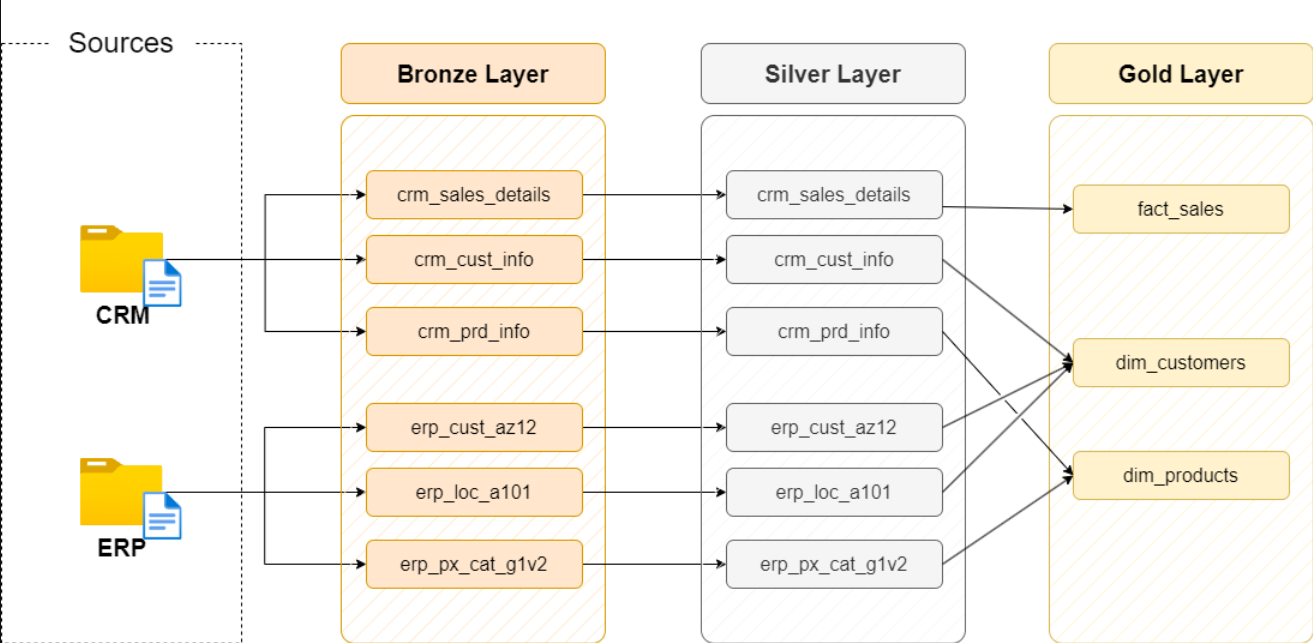 Sources
Bronze Layer
Silver Layer
Gold Layer
CRM
ERP
crm_sales_details
crm_cust_info
crm_prd_info
erp_cust_az12
erp_loc_a101
erp_px_cat_g1v2
crm_sales_details
crm_cust_info
crm_prd_info
erp_cust_az12
erp_loc_a101
erp_px_cat_g1v2
fact_sales
dim_customers
dim_products